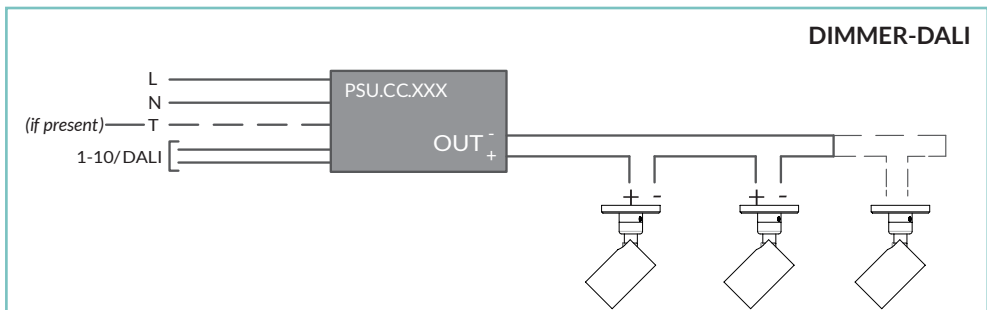 DIMMER-DALI
L
N
(if present) T
1-10/DALI
PSU.CC.XXX
OUT -
+
+ -
+ -